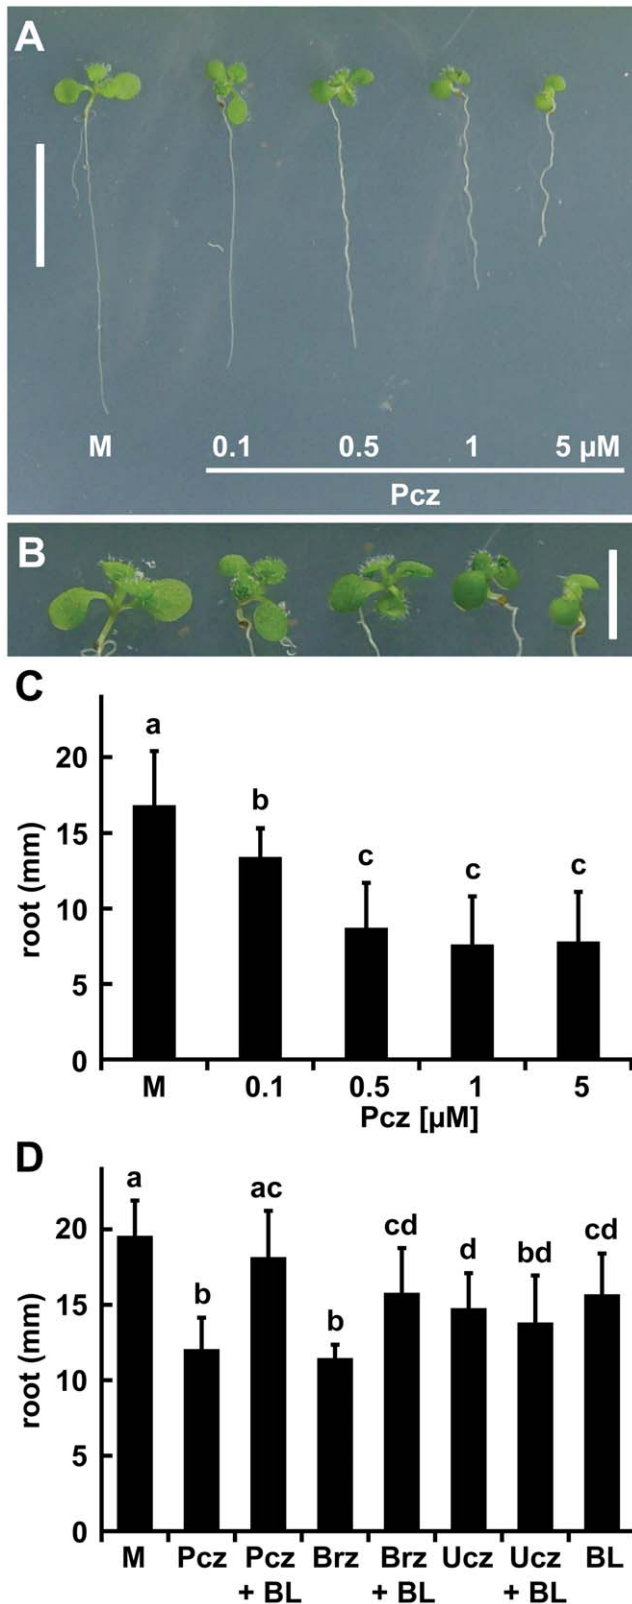 A
M 0.1 0.5 1 5 µM
Pcz
B
C
a
b
c
c
c
20
15
10
5
0
root (mm)
M 0.1 0.5 1 5
Pcz [µM]
D
a
b
ac
b
cd
d
bd
cd
20
15
10
5
0
root (mm)
M Pcz Pcz Brz Brz Ucz Ucz BL
+ BL + BL + BL